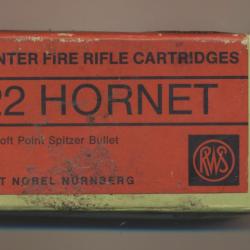 NTER FIRE RIFLE CARTRIDGES
22 HORNET
oft Point Spitzer Bullet
RWS
T NOBEL NÜRNBERG